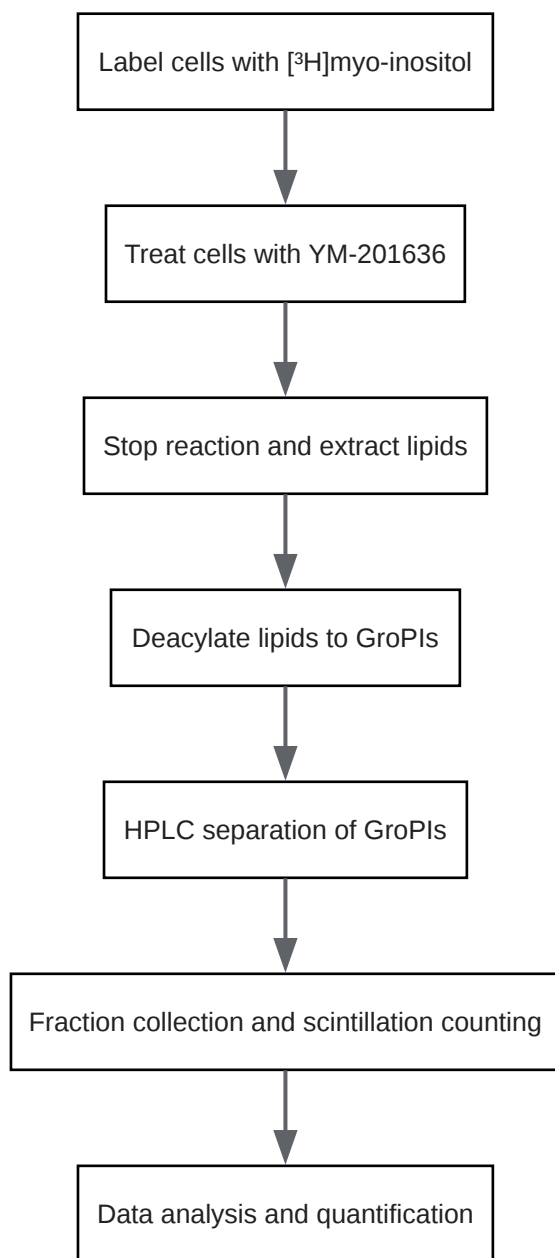 Label cells with [³H]myo-inositol
Treat cells with YM-201636
Stop reaction and extract lipids
Deacylate lipids to GroPIs
HPLC separation of GroPIs
Fraction collection and scintillation counting
Data analysis and quantification